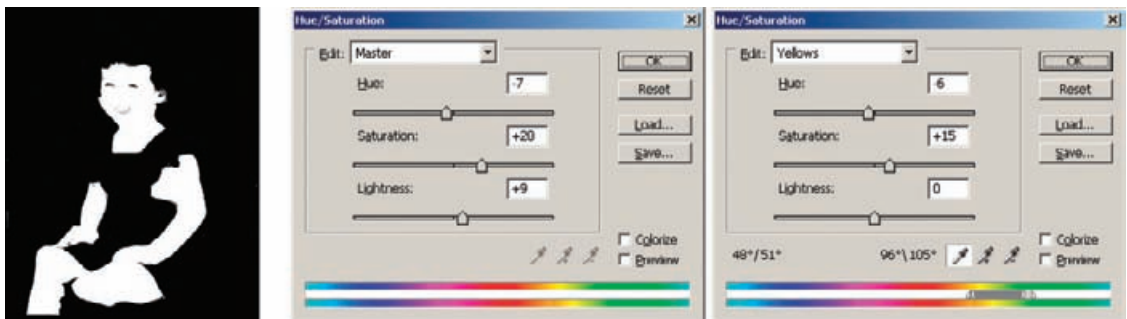 Hue/Saturation
Edit: Master
Hue: -7
Saturation: +20
Lightness: +9
OK
Reset
Load...
Save...
Colorize
Preview
Hue/Saturation
Edit: Yellows
Hue: -6
Saturation: +15
Lightness: 0
OK
Reset
Load...
Save...
48°/51° 96°\105°
Colorize
Preview